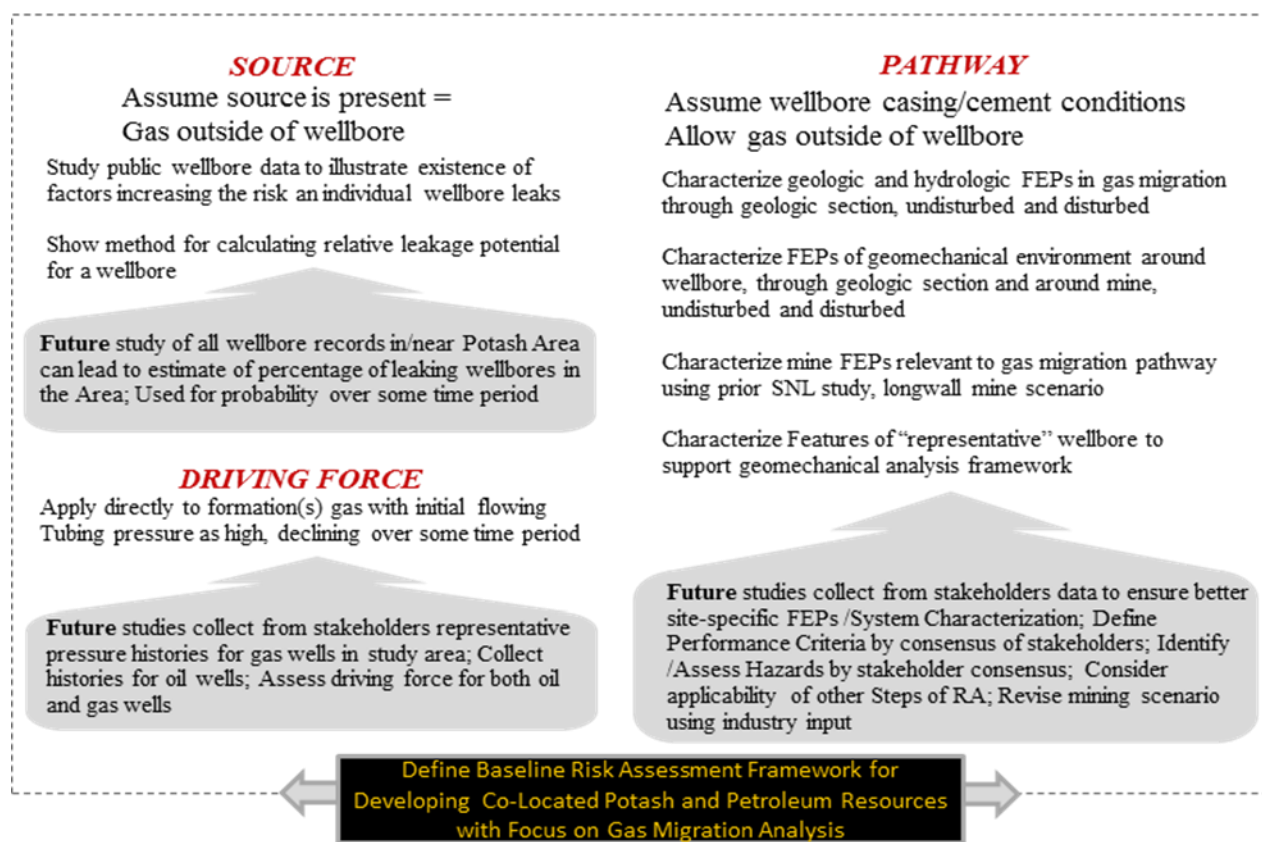 SOURCE
Assume source is present =
Gas outside of wellbore
Study public wellbore data to illustrate existence of
factors increasing the risk an individual wellbore leaks
Show method for calculating relative leakage potential
for a wellbore
Future study of all wellbore records in/near Potash Area
can lead to estimate of percentage of leaking wellbores in
the Area; Used for probability over some time period
DRIVING FORCE
Apply directly to formation(s) gas with initial flowing
Tubing pressure as high, declining over some time period
Future studies collect from stakeholders representative
pressure histories for gas wells in study area; Collect
histories for oil wells; Assess driving force for both oil
and gas wells
PATHWAY
Assume wellbore casing/cement conditions
Allow gas outside of wellbore
Characterize geologic and hydrologic FEPs in gas migration
through geologic section, undisturbed and disturbed
Characterize FEPs of geomechanical environment around
wellbore, through geologic section and around mine,
undisturbed and disturbed
Characterize mine FEPs relevant to gas migration pathway
using prior SNL study, longwall mine scenario
Characterize Features of “representative” wellbore to
support geomechanical analysis framework
Future studies collect from stakeholders data to ensure better
site-specific FEPs /System Characterization; Define
Performance Criteria by consensus of stakeholders; Identify
/Assess Hazards by stakeholder consensus; Consider
applicability of other Steps of RA; Revise mining scenario
using industry input
Define Baseline Risk Assessment Framework for
Developing Co-Located Potash and Petroleum Resources
with Focus on Gas Migration Analysis